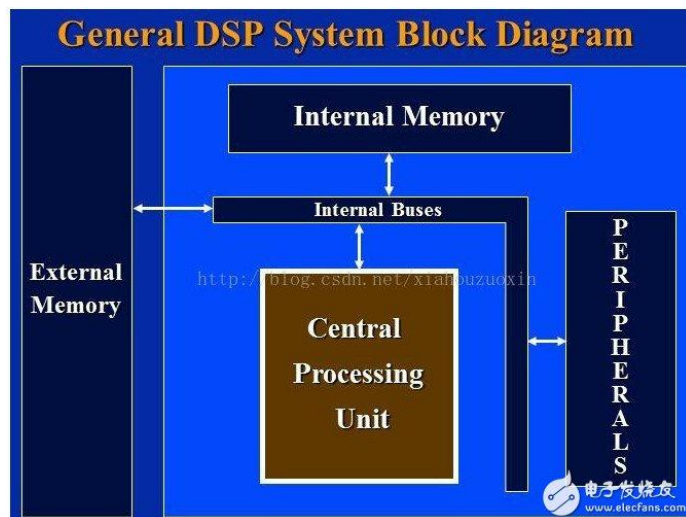 General DSP System Block Diagram
Internal Memory
Internal Buses
External
Memory
http://blog.csdn.net/xiahouzuoxin
Central
Processing
Unit
PERIPHERALS
电子发烧友
www.elecfans.com